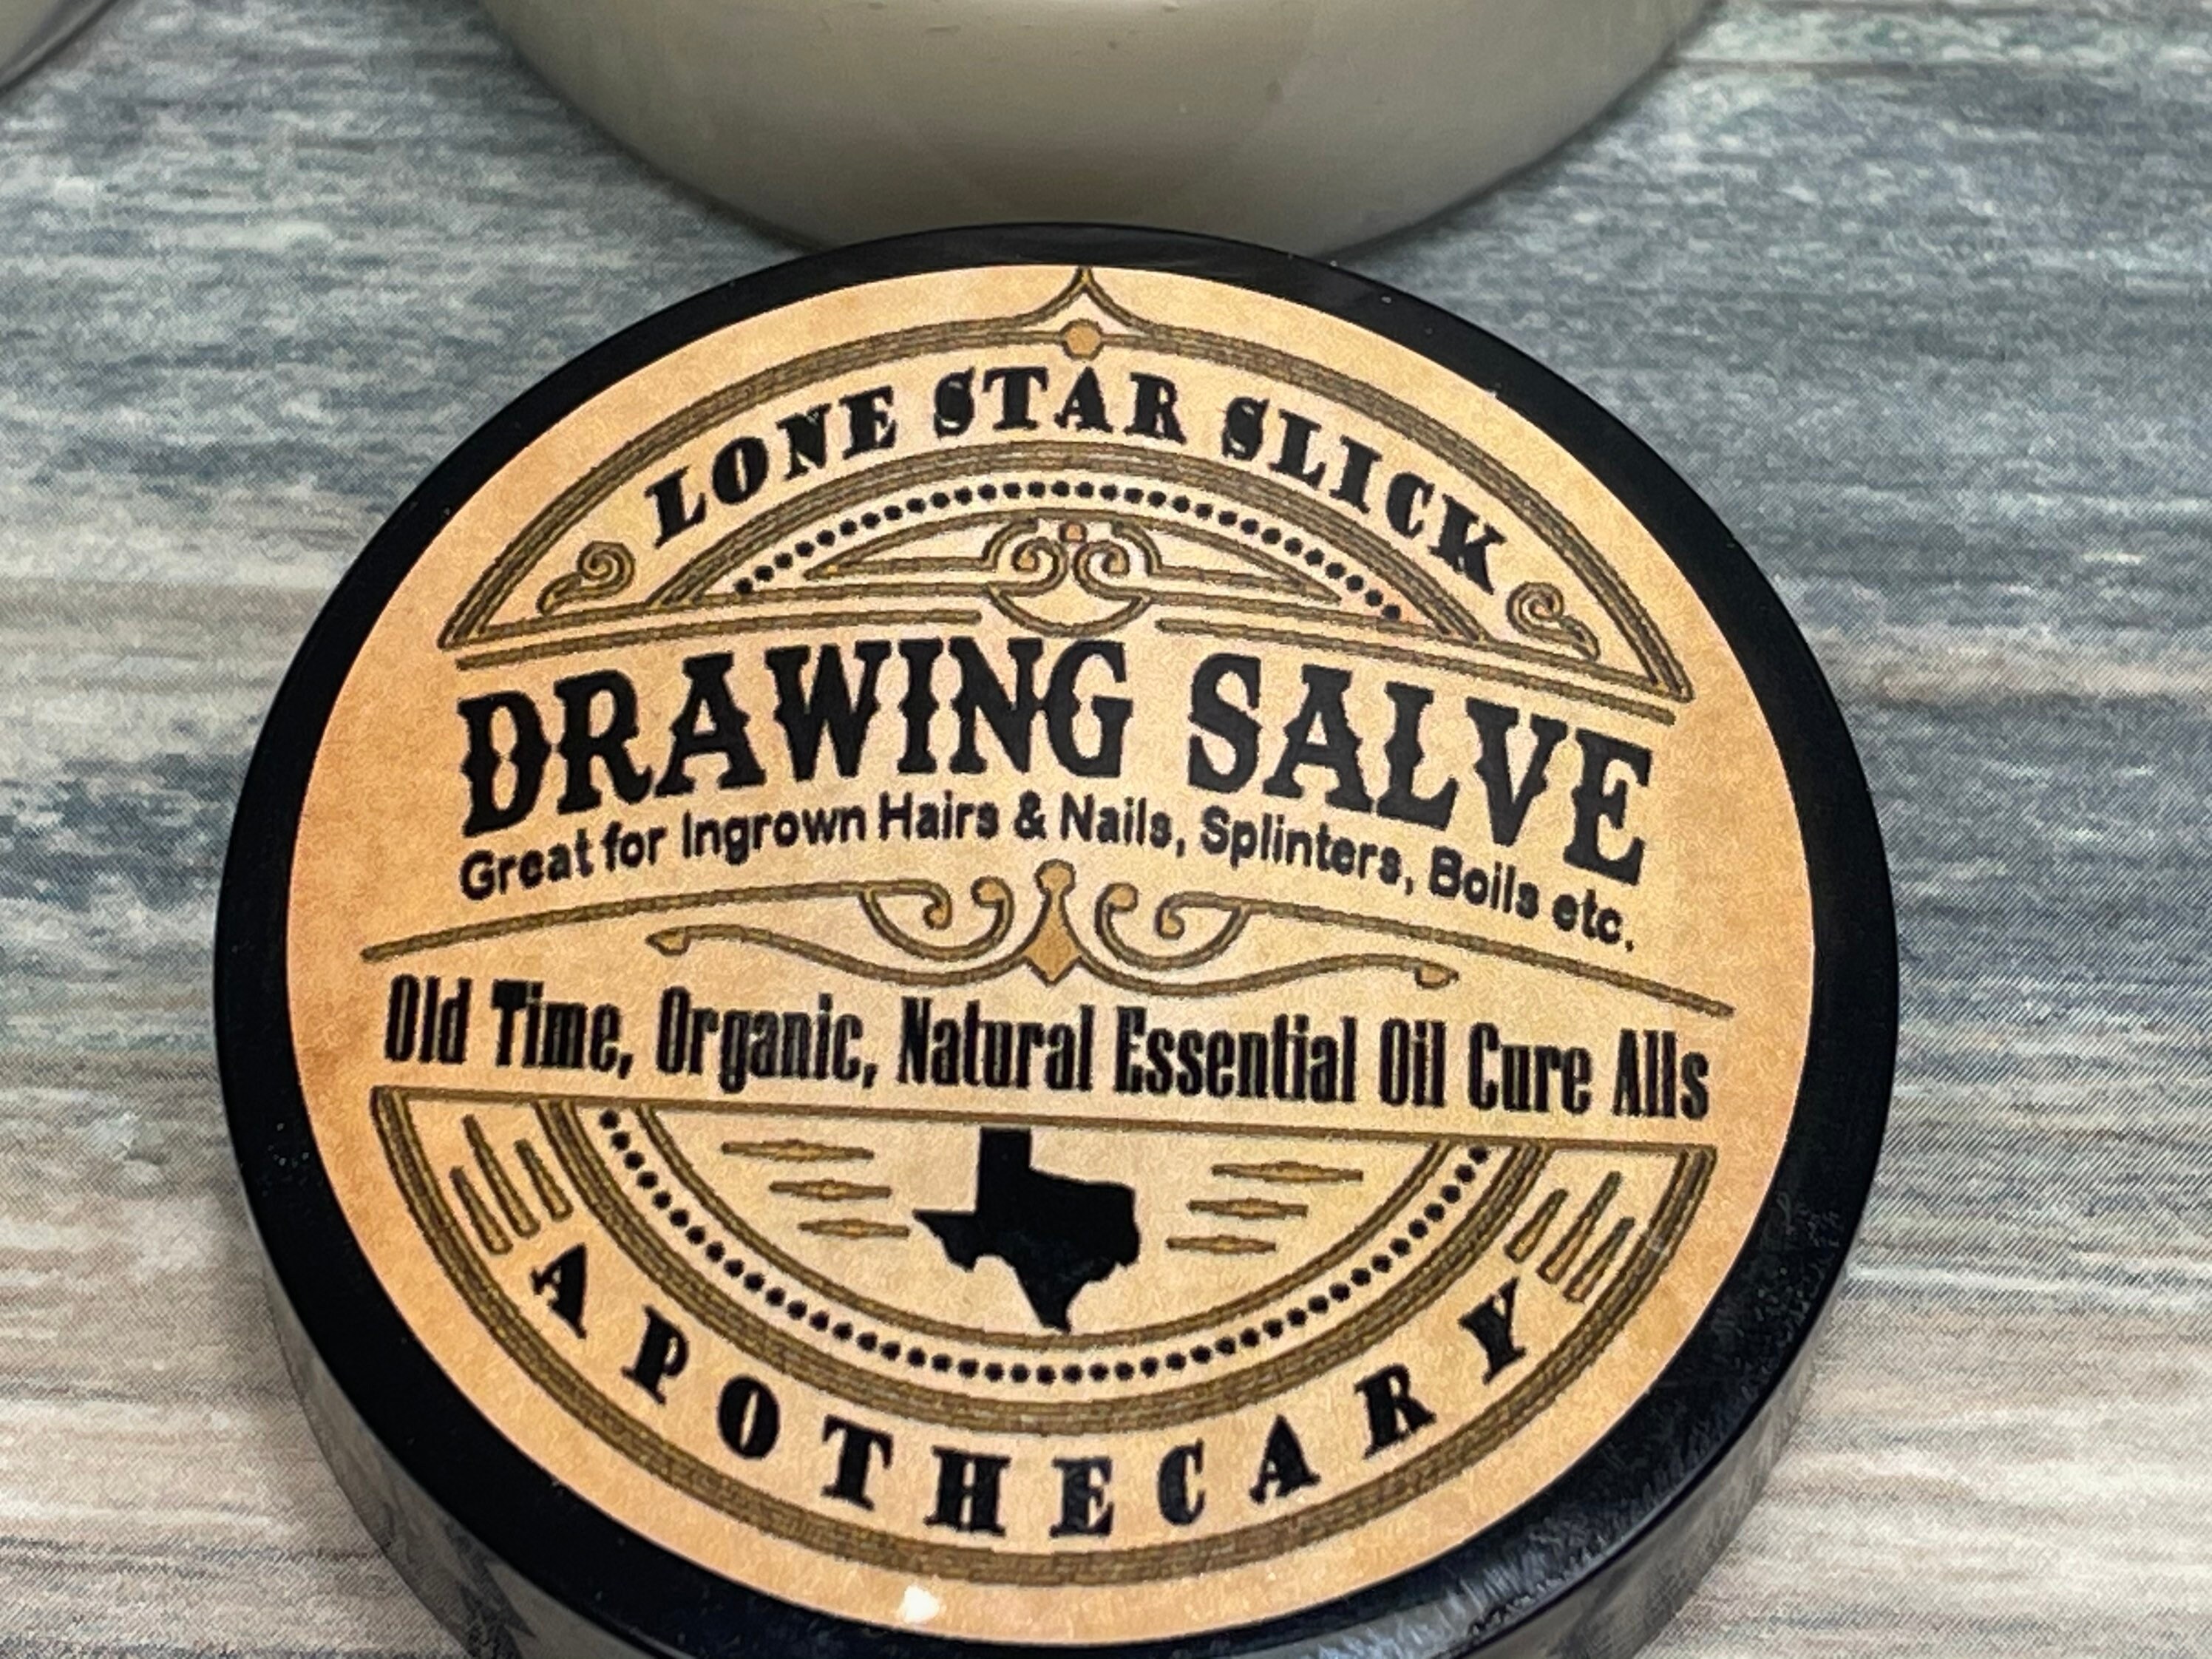 LONE STAR SLICK
DRAWING SALVE
Great for Ingrown Hairs & Nails, Splinters, Boils etc.
Old Time, Organic, Natural Essential Oil Cure Alls
APOTHECARY